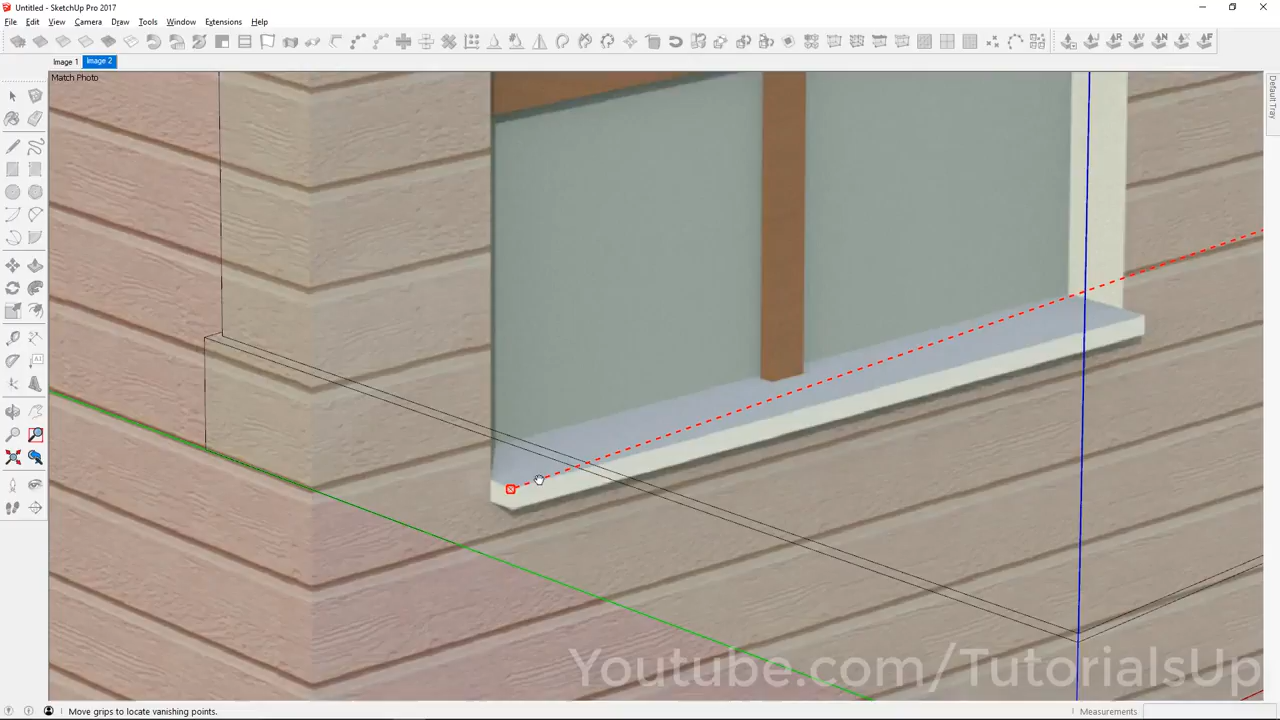 Untitled - SketchUp Pro 2017
File Edit View Camera Draw Tools Window Extensions Help
Image 1 Image 2
Match Photo
Default Tray
Youtube.com/TutorialsUp
Move grips to locate vanishing points.
Measurements